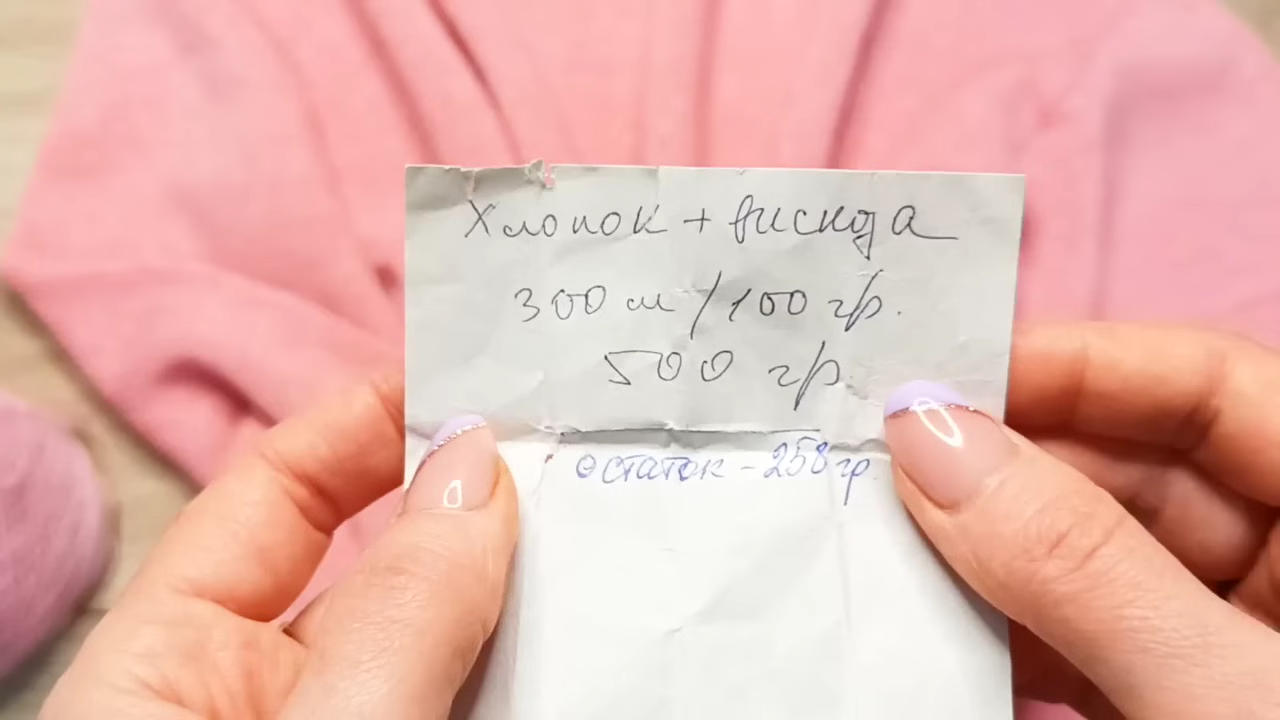 Хлопок + вискоза
300 м/100 гр.
500 гр.
остаток - 258 гр.